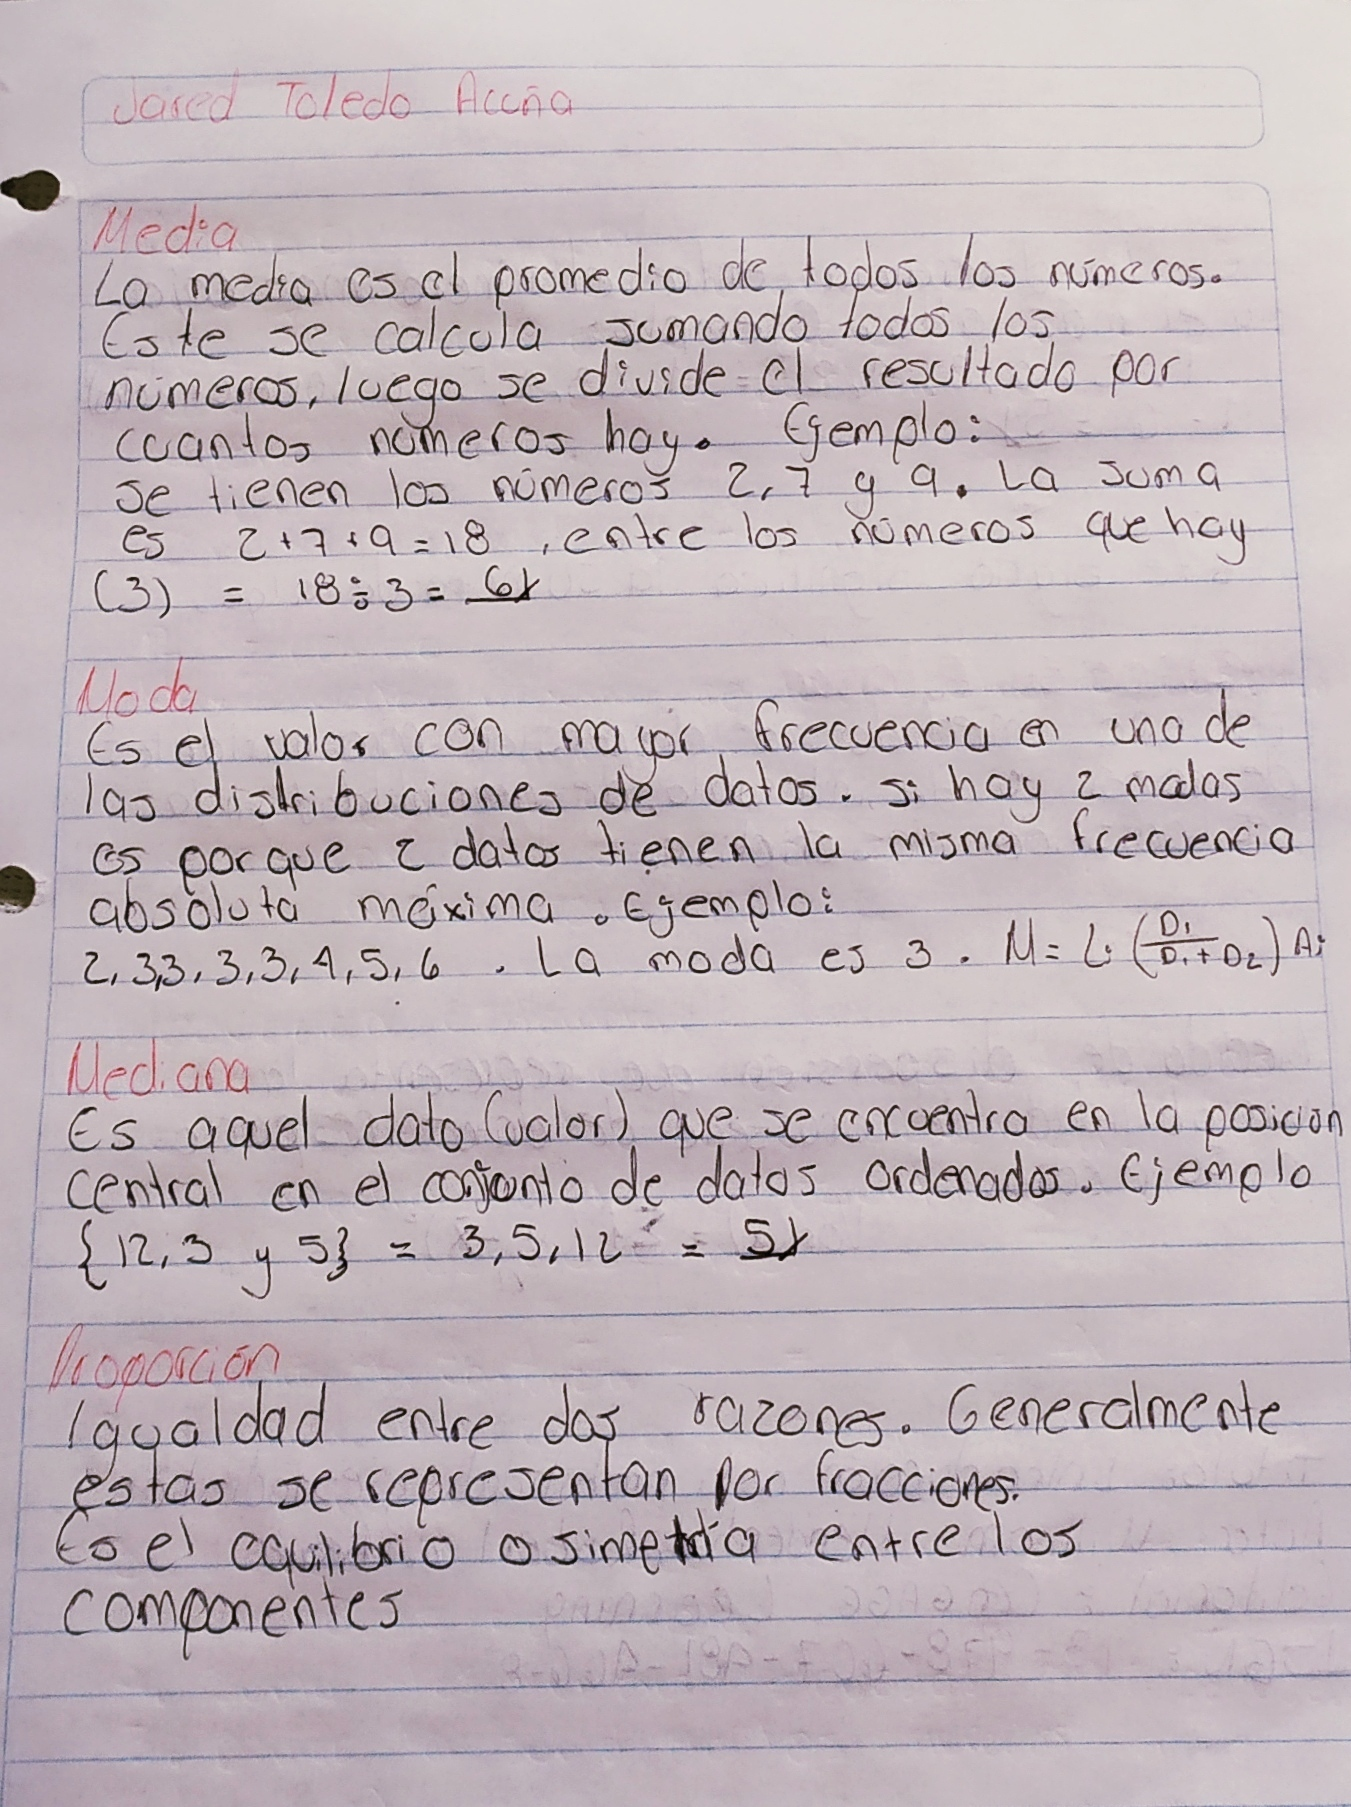 Jared Toledo Acuña
Media
La media es el promedio de todos los números.
Este se calcula sumando todos los
números, luego se divide el resultado por
cuantos números hay. Ejemplo:
se tienen los números 2, 7 y 9. La suma
es 2+7+9=18, entre los números que hay
(3) = 18÷3= 6
Moda
Es el valor con mayor frecuencia en una de
las distribuciones de datos. si hay 2 modas
es porque 2 datos tienen la misma frecuencia
absoluta máxima. Ejemplo:
2, 3,3, 3, 3, 4, 5, 6. La moda es 3. M= Li (D1/D1+D2) Ai
Mediana
Es aquel dato (valor) que se encuentra en la posición
central en el conjunto de datos ordenados. Ejemplo
{12, 3 y 5} = 3, 5, 12 = 5
Proporción
Igualdad entre dos razones. Generalmente
estas se representan por fracciones.
Es el equilibrio o simetría entre los
componentes